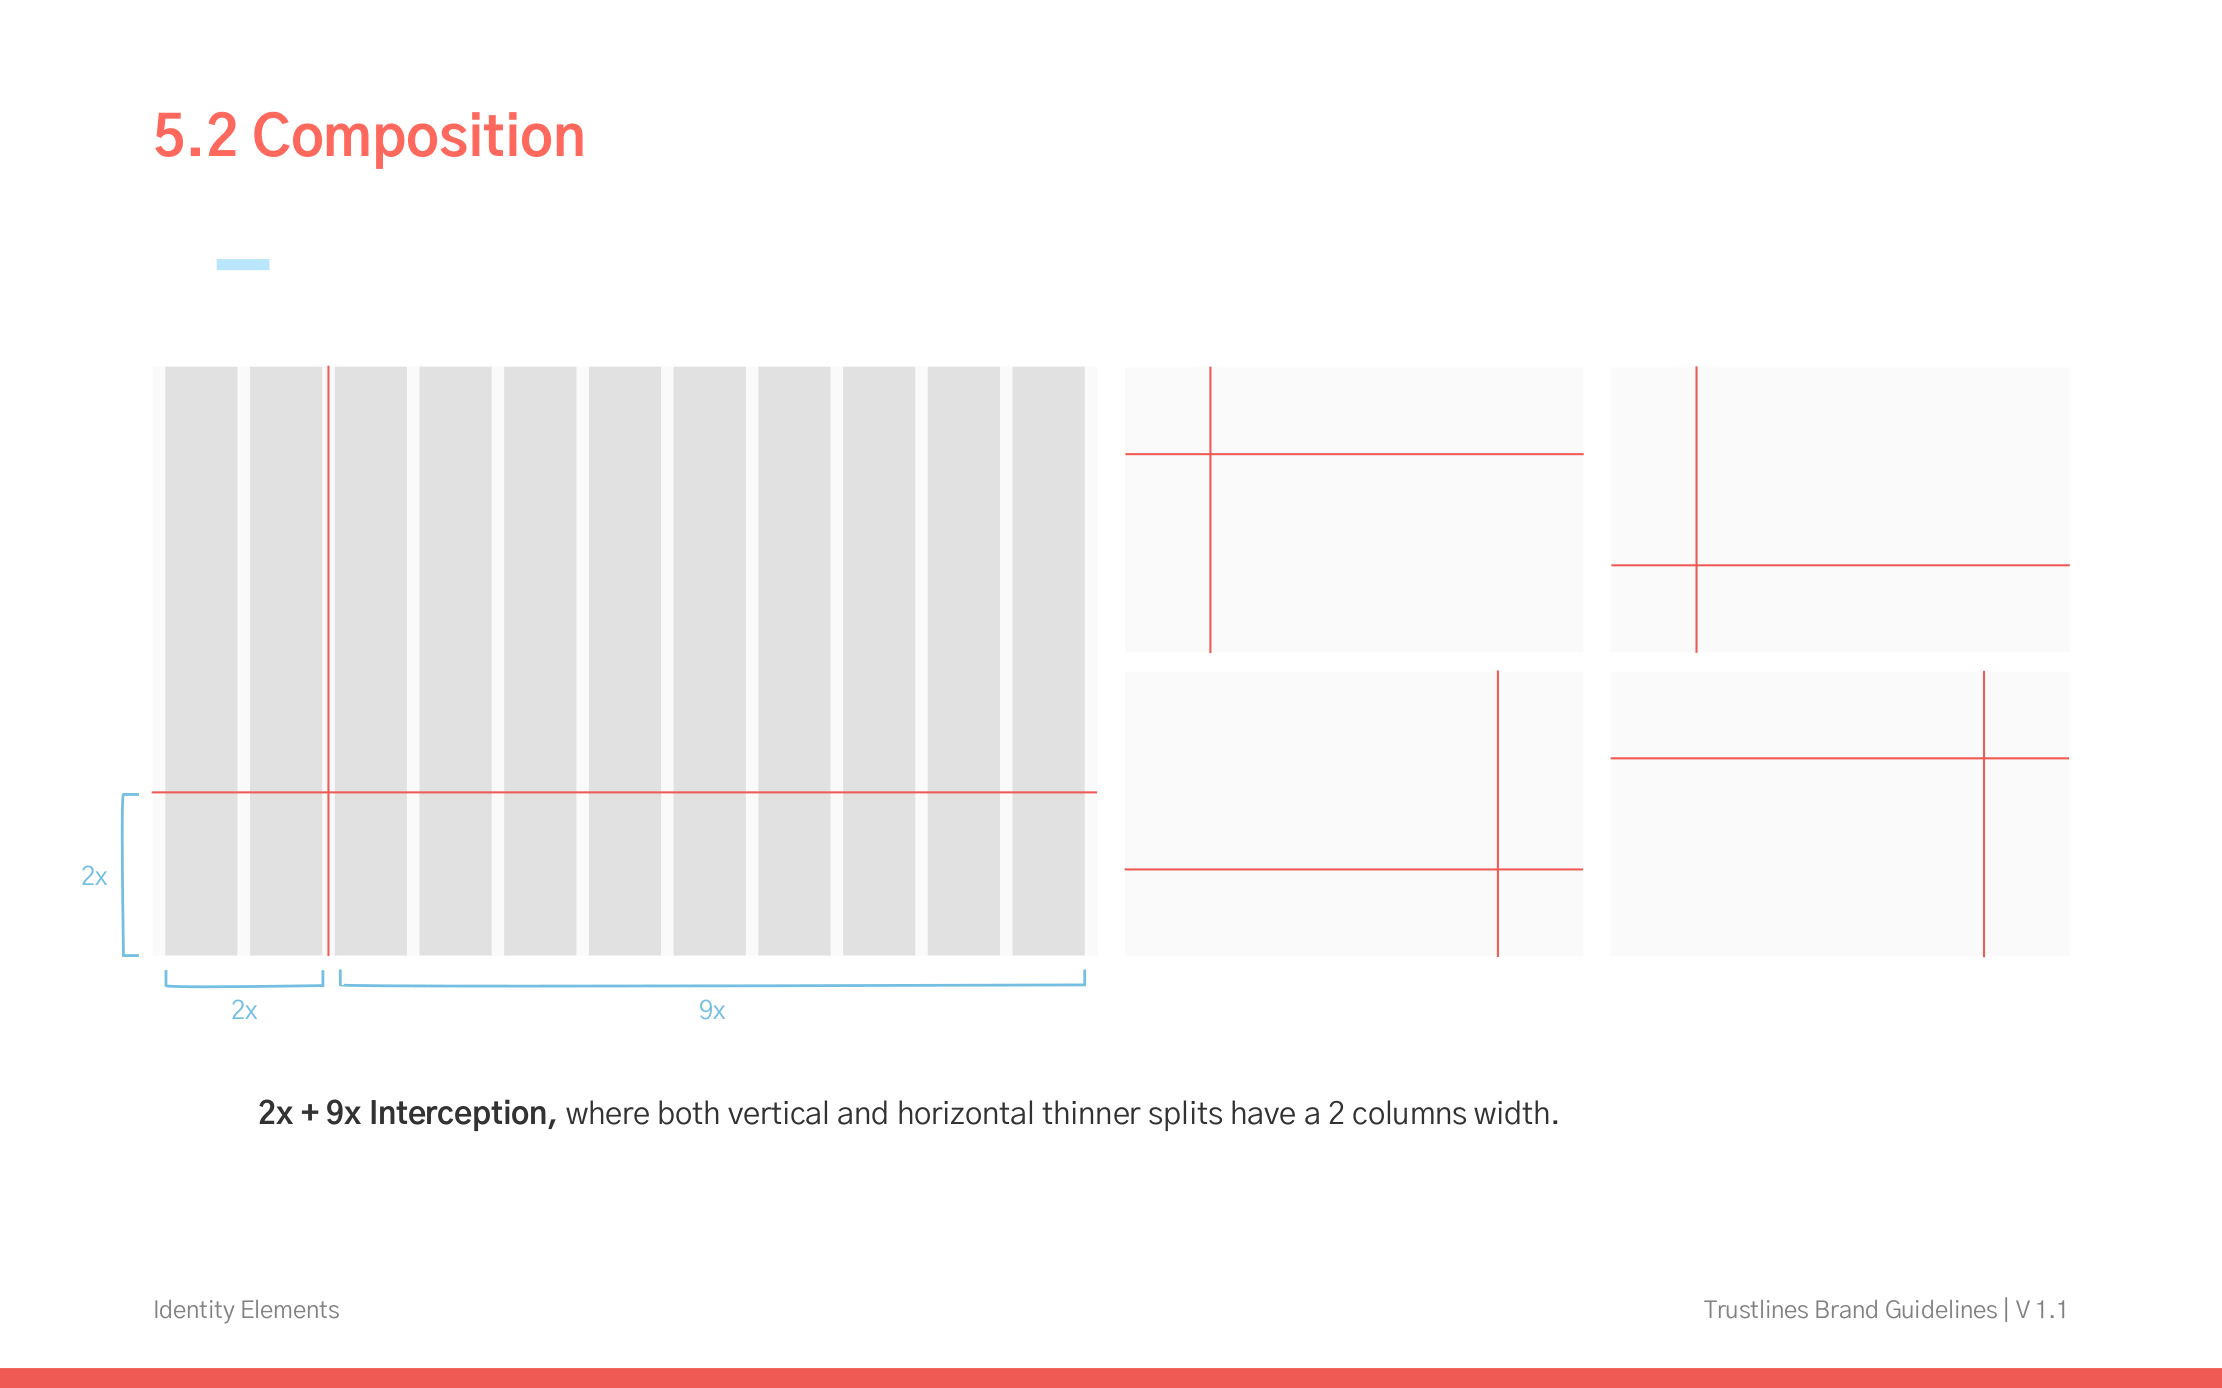 5.2 Composition
2x
2x
9x
2x + 9x Interception, where both vertical and horizontal thinner splits have a 2 columns width.
Identity Elements
Trustlines Brand Guidelines | V 1.1